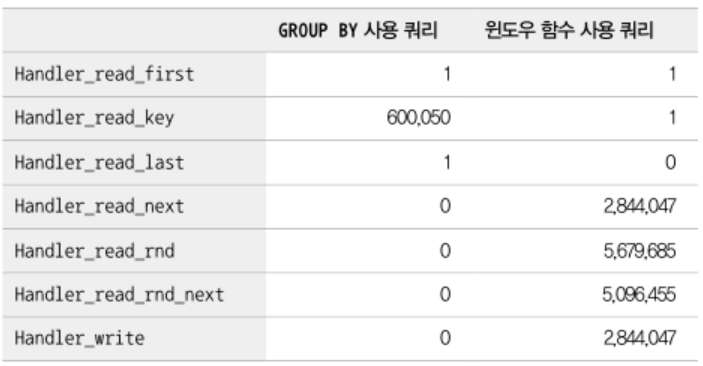 GROUP BY 사용 쿼리 윈도우 함수 사용 쿼리
Handler_read_first 1 1
Handler_read_key 600,050 1
Handler_read_last 1 0
Handler_read_next 0 2,844,047
Handler_read_rnd 0 5,679,685
Handler_read_rnd_next 0 5,096,455
Handler_write 0 2,844,047